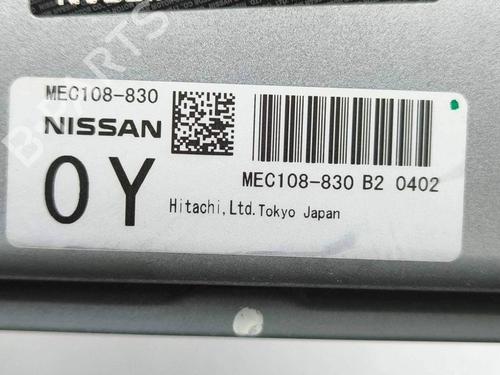 MEC108-830
NISSAN
0Y
MEC108-830 B2 0402
Hitachi,Ltd.Tokyo Japan